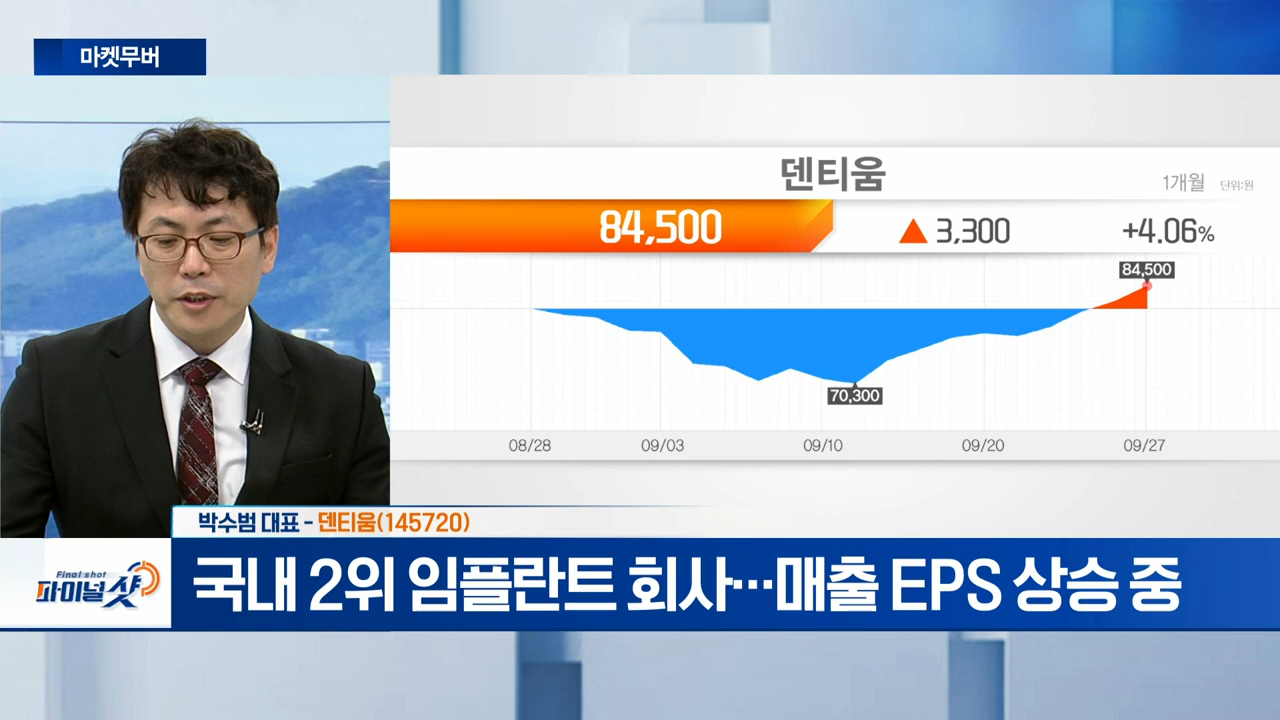 마켓무버
덴티움
1개월 단위:원
84,500 ▲ 3,300 +4.06%
84,500
70,300
08/28 09/03 09/10 09/20 09/27
박수범 대표 - 덴티움(145720)
Final shot
파이널샷
국내 2위 임플란트 회사…매출 EPS 상승 중